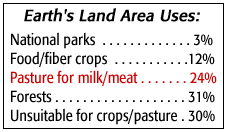 Earth's Land Area Uses:
National parks . . . . . . . . . . . . . 3%
Food/fiber crops . . . . . . . . . . .12%
Pasture for milk/meat . . . . . . . 24%
Forests . . . . . . . . . . . . . . . . . . . 31%
Unsuitable for crops/pasture . 30%